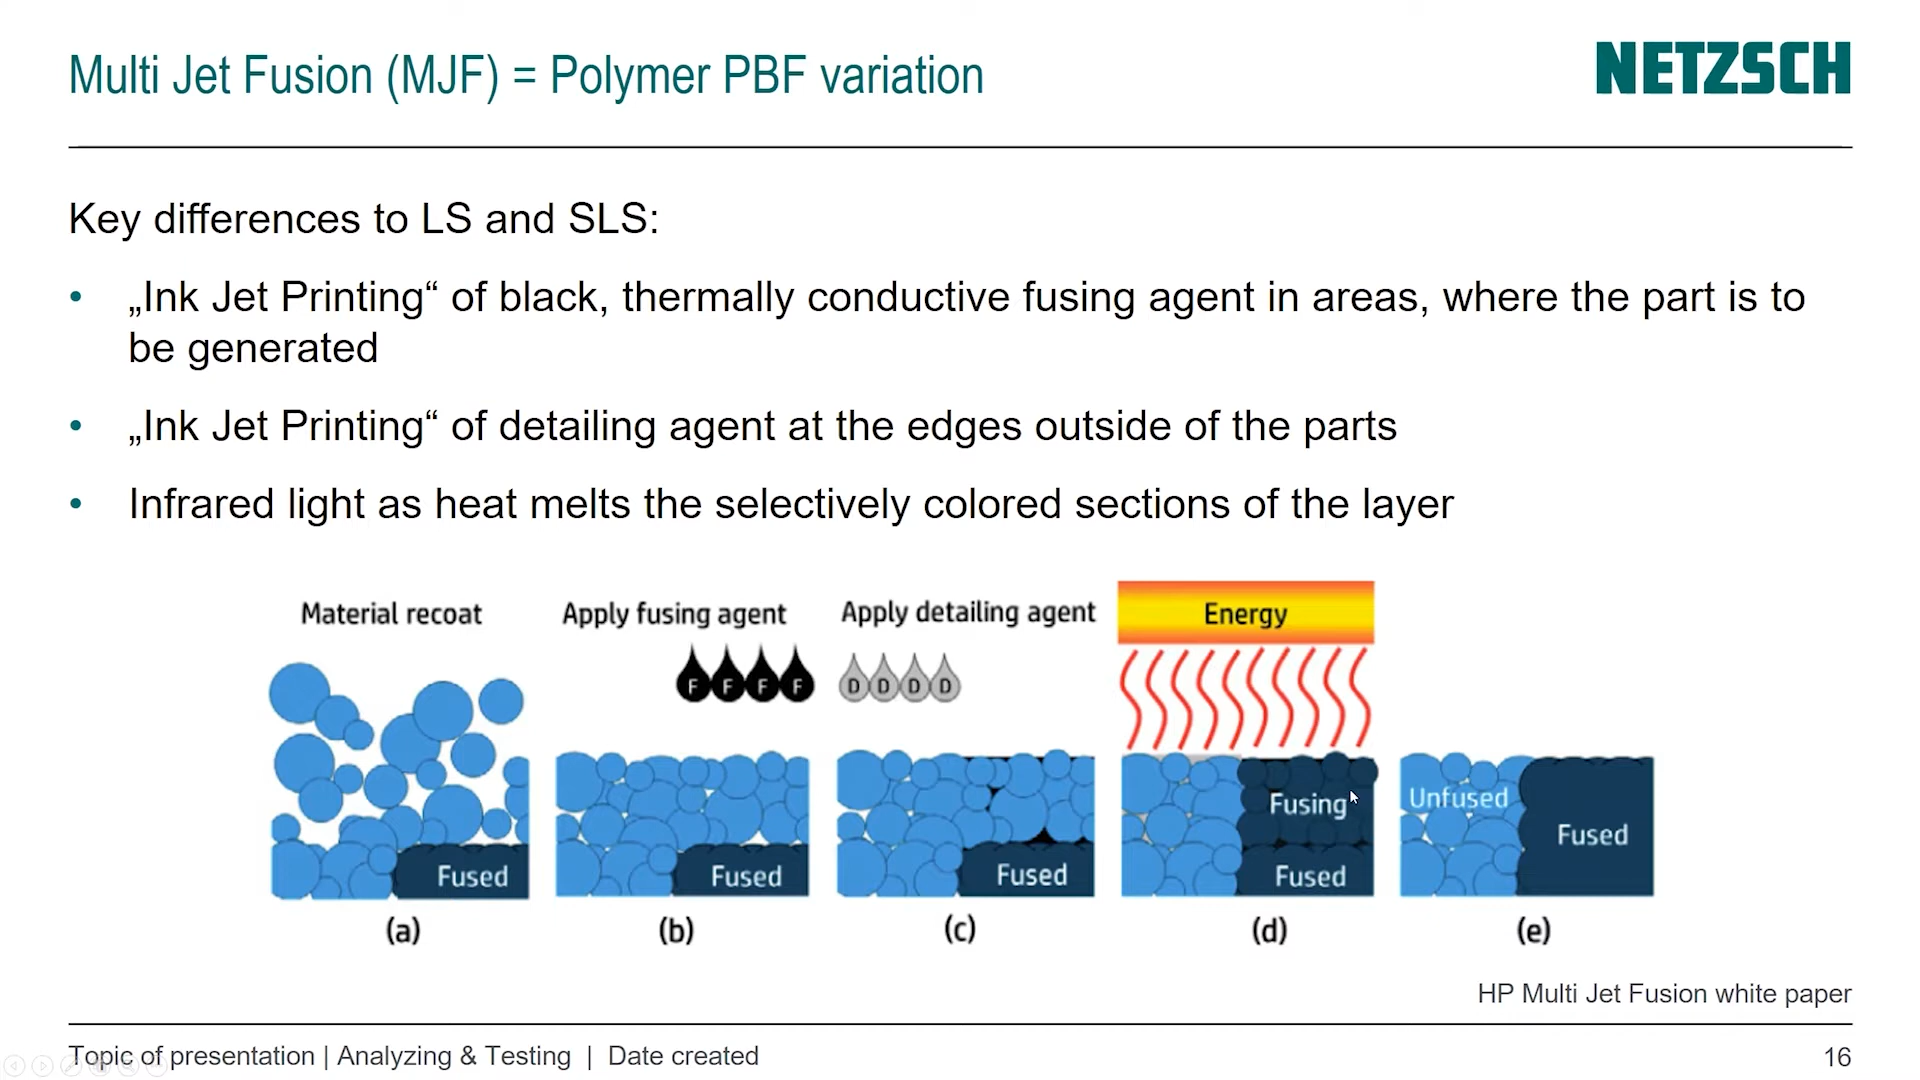 Multi Jet Fusion (MJF) = Polymer PBF variation
NETZSCH
Key differences to LS and SLS:
• „Ink Jet Printing“ of black, thermally conductive fusing agent in areas, where the part is to
be generated
• „Ink Jet Printing“ of detailing agent at the edges outside of the parts
• Infrared light as heat melts the selectively colored sections of the layer
Material recoat
Fused
(a)
Apply fusing agent
F F F F
Fused
(b)
Apply detailing agent
D D D D
Fused
(c)
Energy
Fusing
Fused
(d)
Unfused
Fused
(e)
HP Multi Jet Fusion white paper
Topic of presentation | Analyzing & Testing | Date created
16